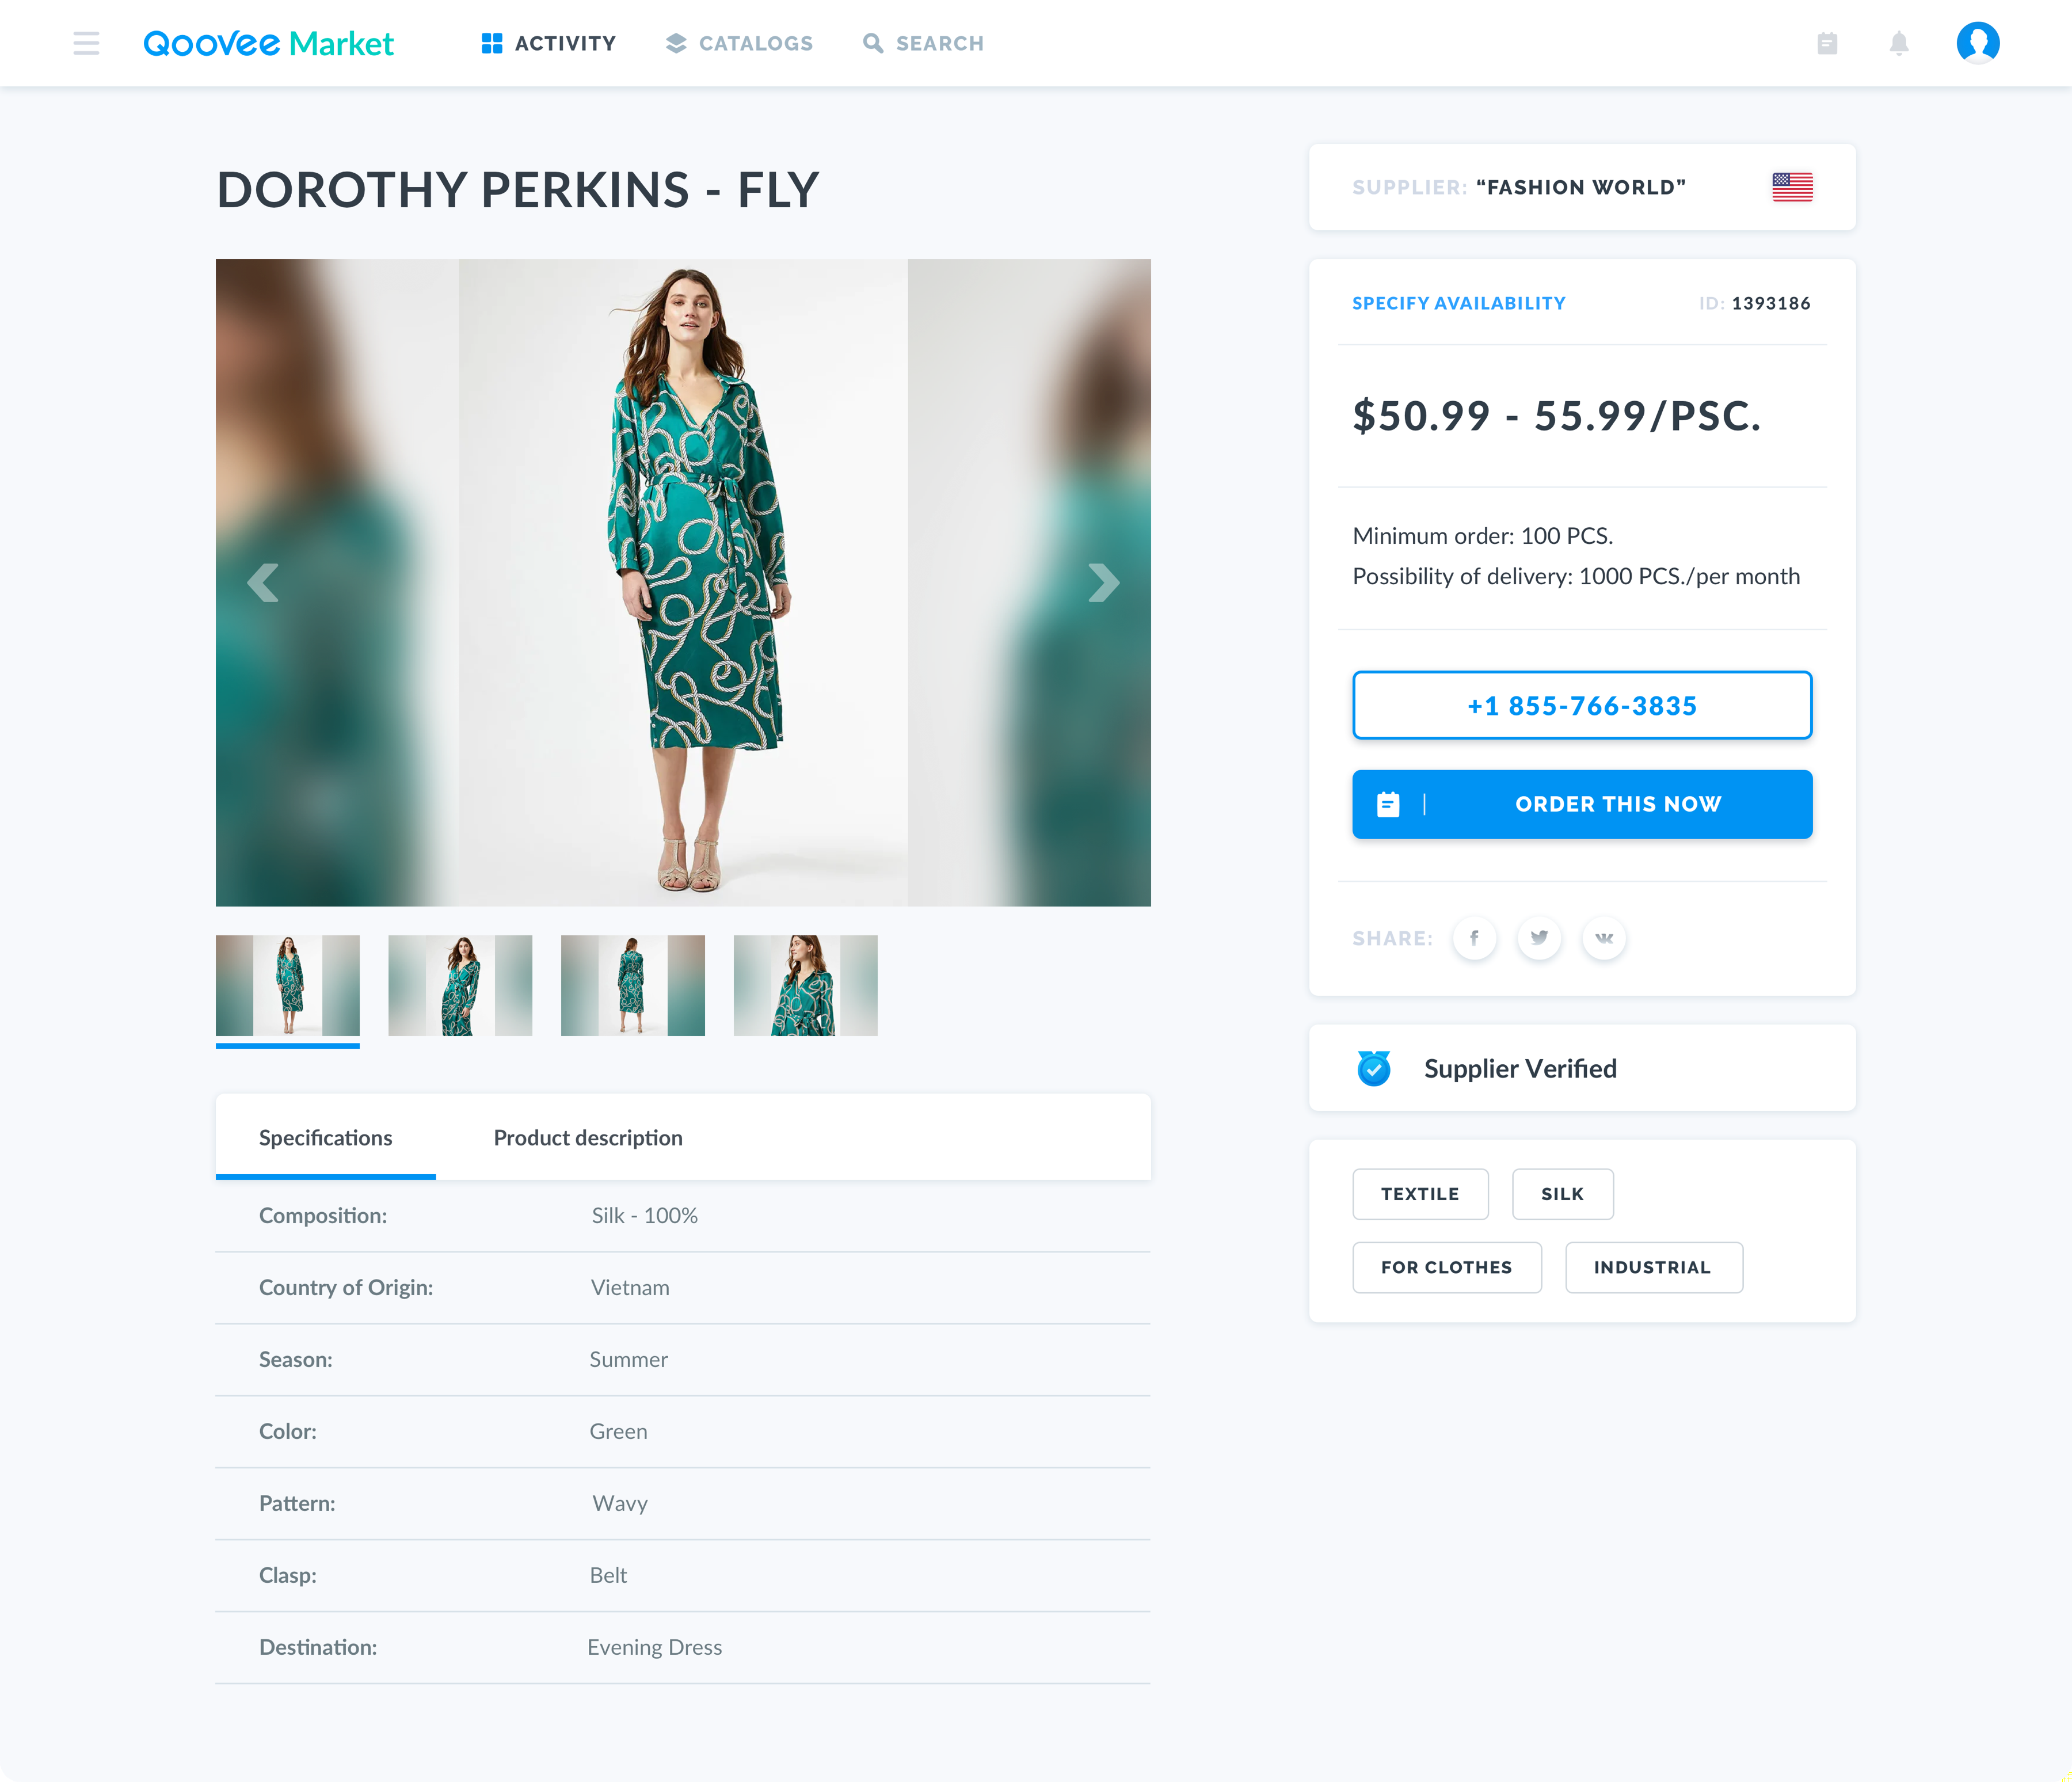 Qoovee Market
ACTIVITY
CATALOGS
SEARCH
DOROTHY PERKINS - FLY
SUPPLIER: “FASHION WORLD”
SPECIFY AVAILABILITY
ID: 1393186
$50.99 - 55.99/PSC.
Minimum order: 100 PCS.
Possibility of delivery: 1000 PCS./per month
+1 855-766-3835
ORDER THIS NOW
SHARE:
Supplier Verified
TEXTILE
SILK
FOR CLOTHES
INDUSTRIAL
Specifications
Product description
Composition: Silk - 100%
Country of Origin: Vietnam
Season: Summer
Color: Green
Pattern: Wavy
Clasp: Belt
Destination: Evening Dress